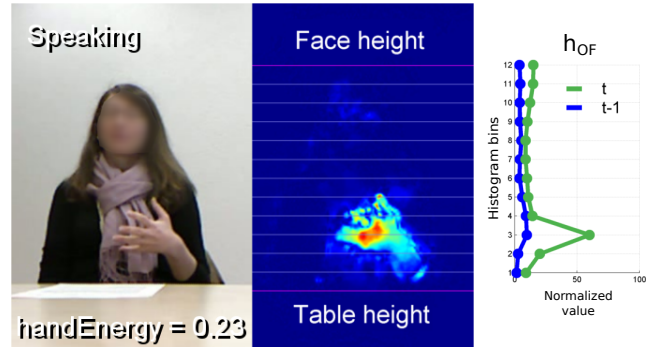 Speaking
handEnergy = 0.23
Face height
Table height
hOF
Histogram bins
12
11
10
9
8
7
6
5
4
3
2
1
t
t-1
0
50
100
Normalized
value